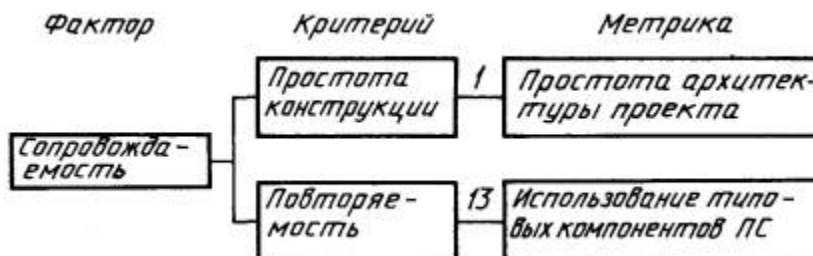 Фактор Критерий Метрика
Простота
конструкции
1
Простота архитек-
туры проекта
Сопровожда-
емость
Повторяе-
мость
13
Использование типо-
вых компонентов ПС